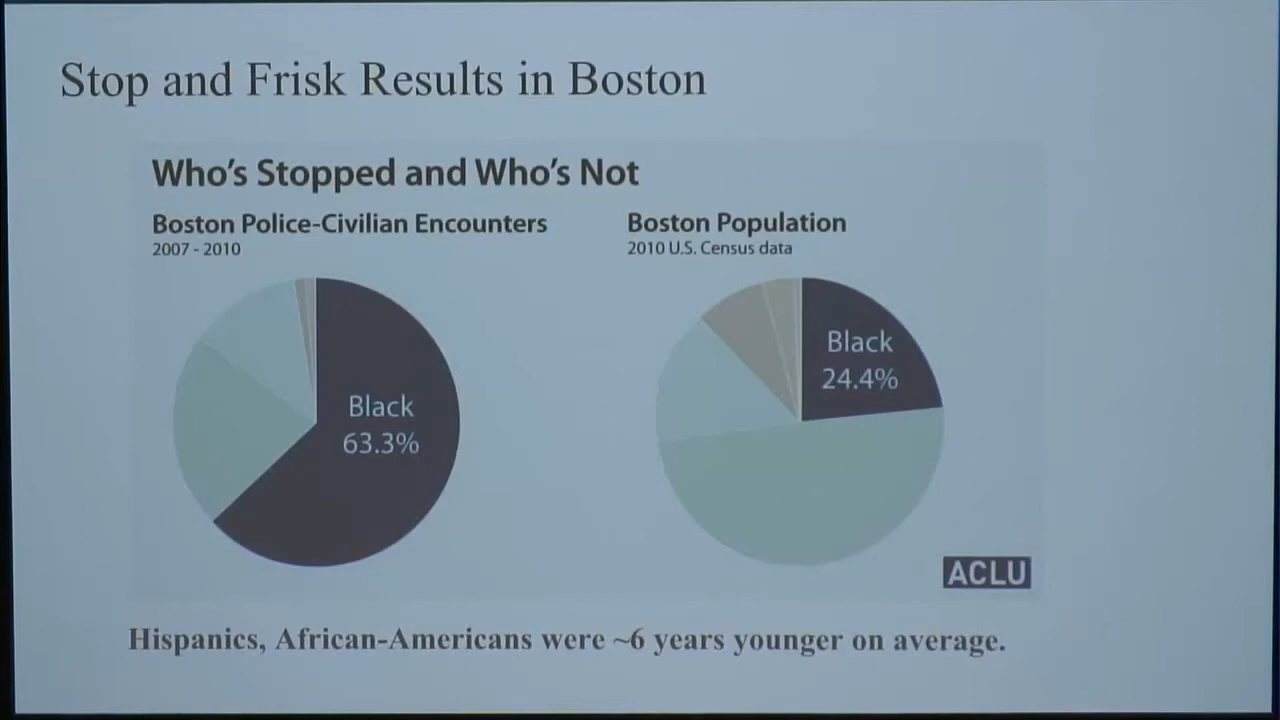 Stop and Frisk Results in Boston
Who's Stopped and Who's Not
Boston Police-Civilian Encounters
2007 - 2010
Boston Population
2010 U.S. Census data
Black
63.3%
Black
24.4%
ACLU
Hispanics, African-Americans were ~6 years younger on average.